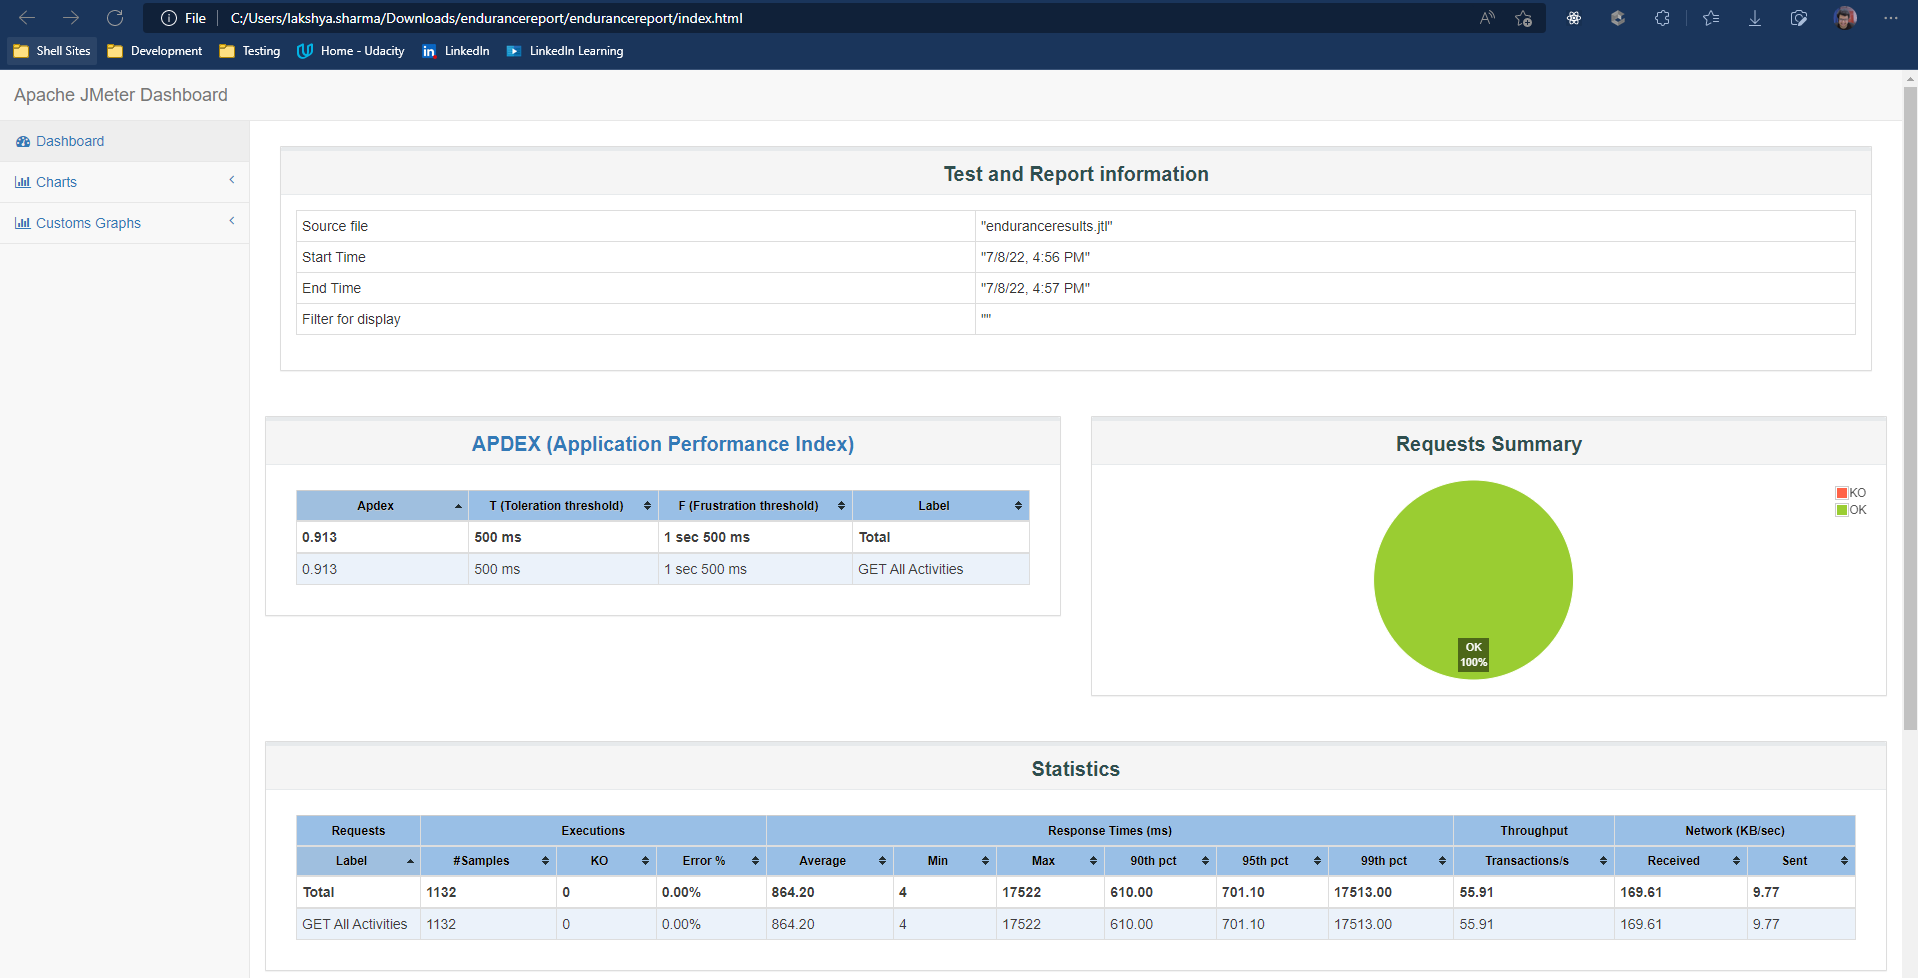 File C:/Users/lakshya.sharma/Downloads/endurancereport/endurancereport/index.html
Shell Sites Development Testing Home - Udacity LinkedIn LinkedIn Learning
Apache JMeter Dashboard
Dashboard
Charts
Customs Graphs
Test and Report information
Source file "enduranceresults.jtl"
Start Time "7/8/22, 4:56 PM"
End Time "7/8/22, 4:57 PM"
Filter for display ""
APDEX (Application Performance Index)
Apdex T (Toleration threshold) F (Frustration threshold) Label
0.913 500 ms 1 sec 500 ms Total
0.913 500 ms 1 sec 500 ms GET All Activities
Requests Summary
KO
OK
OK
100%
Statistics
Requests Executions Response Times (ms) Throughput Network (KB/sec)
Label #Samples KO Error % Average Min Max 90th pct 95th pct 99th pct Transactions/s Received Sent
Total 1132 0 0.00% 864.20 4 17522 610.00 701.10 17513.00 55.91 169.61 9.77
GET All Activities 1132 0 0.00% 864.20 4 17522 610.00 701.10 17513.00 55.91 169.61 9.77